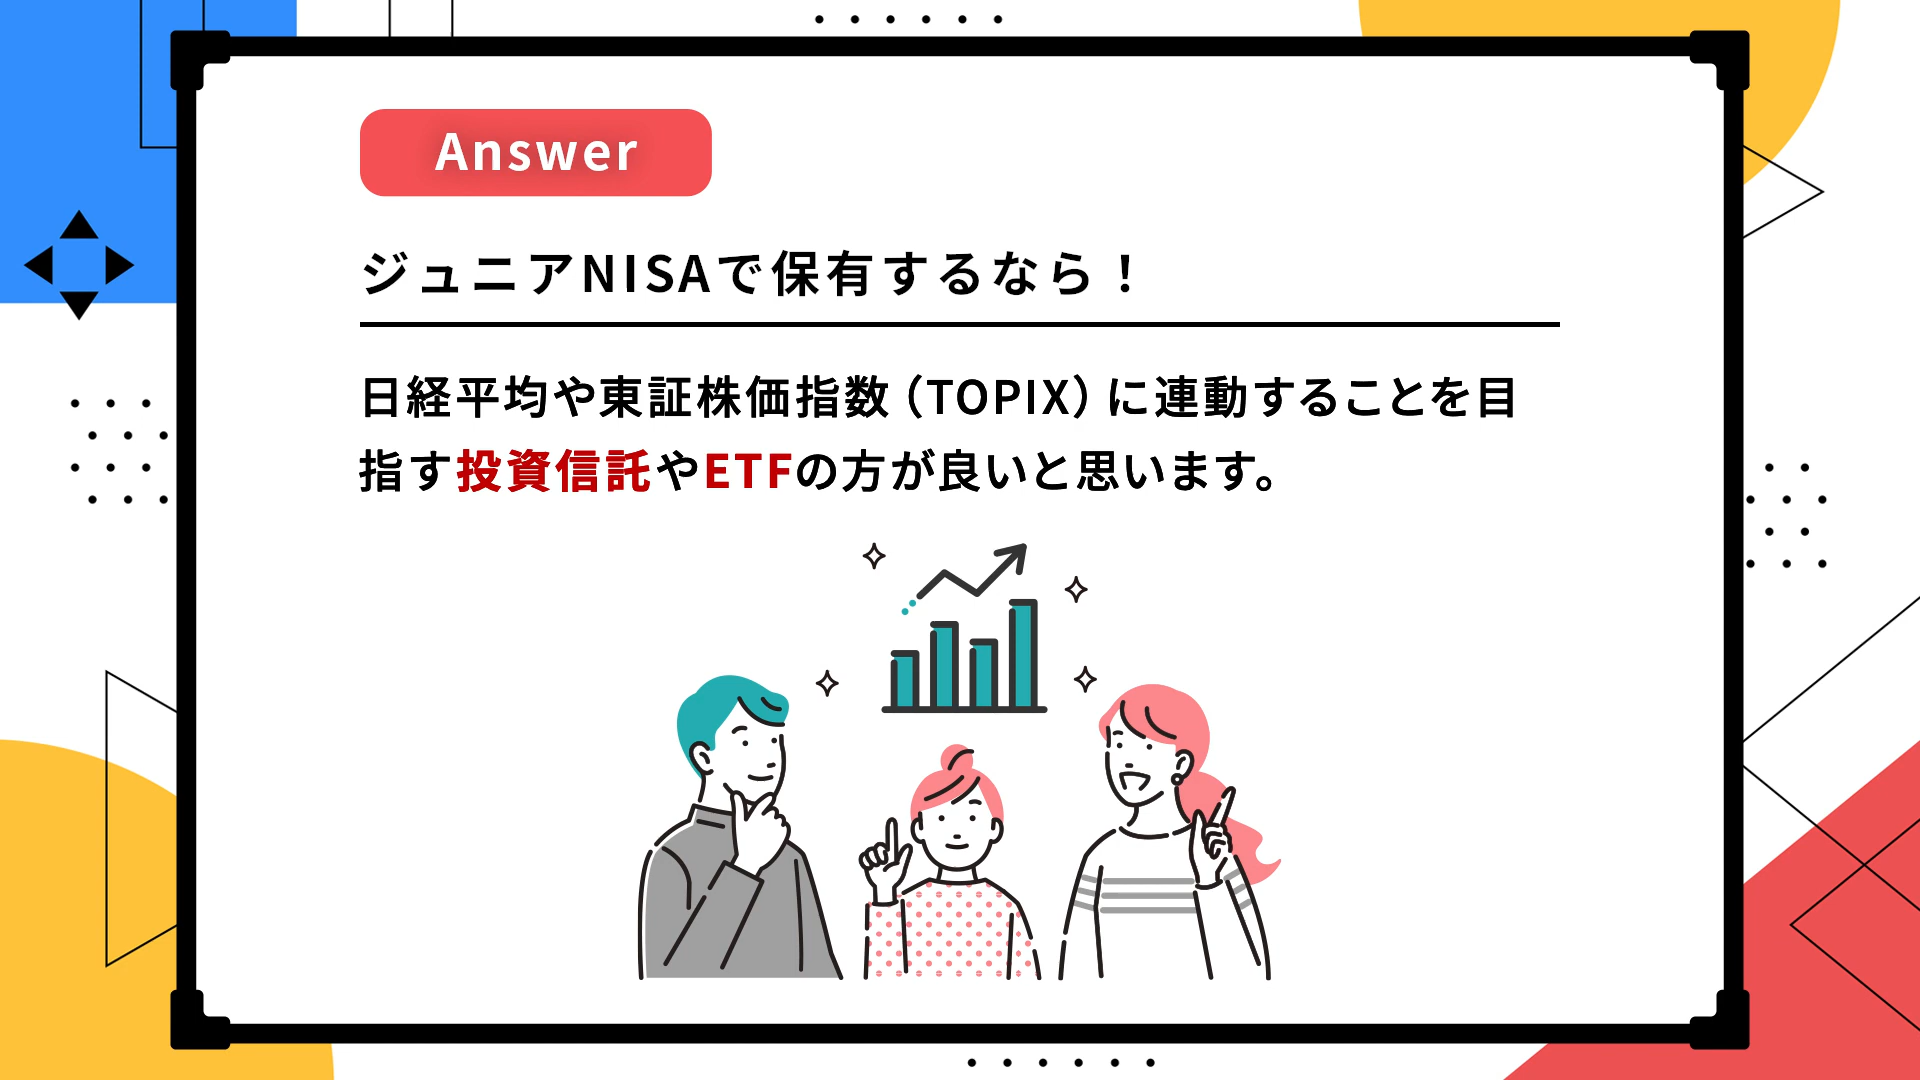 Answer
ジュニアNISAで保有するなら！
日経平均や東証株価指数（TOPIX）に連動することを目
指す投資信託やETFの方が良いと思います。